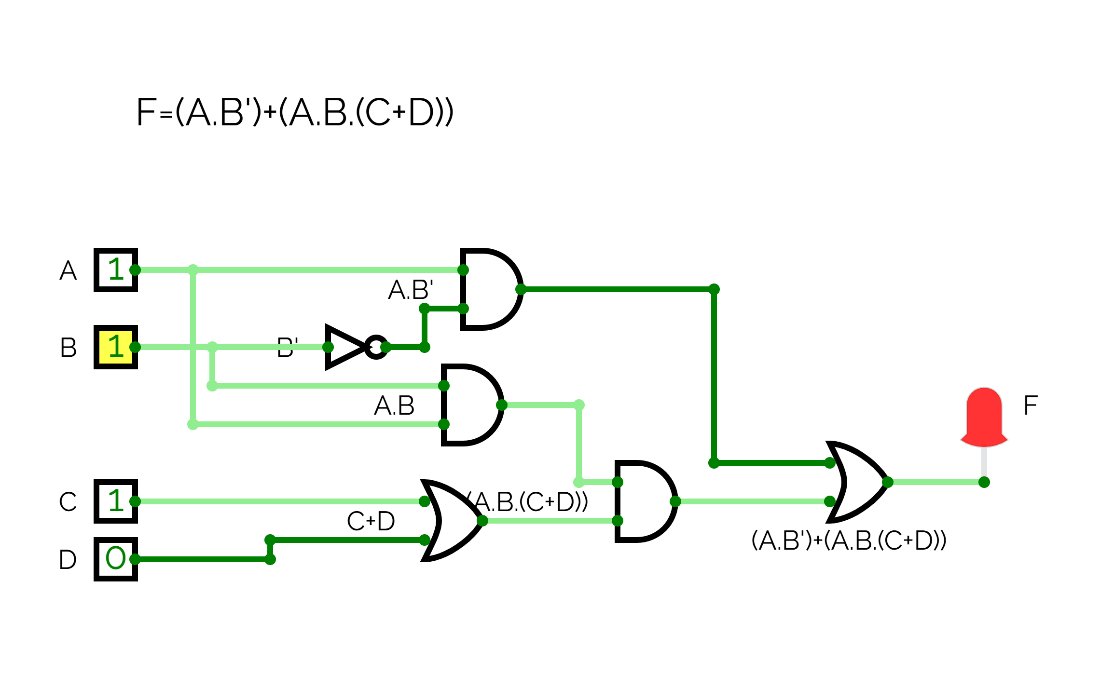 F=(A.B')+(A.B.(C+D))
A 1
A.B'
B 1
B'
A.B
F
C 1
(A.B.(C+D))
C+D
D 0
(A.B')+(A.B.(C+D))